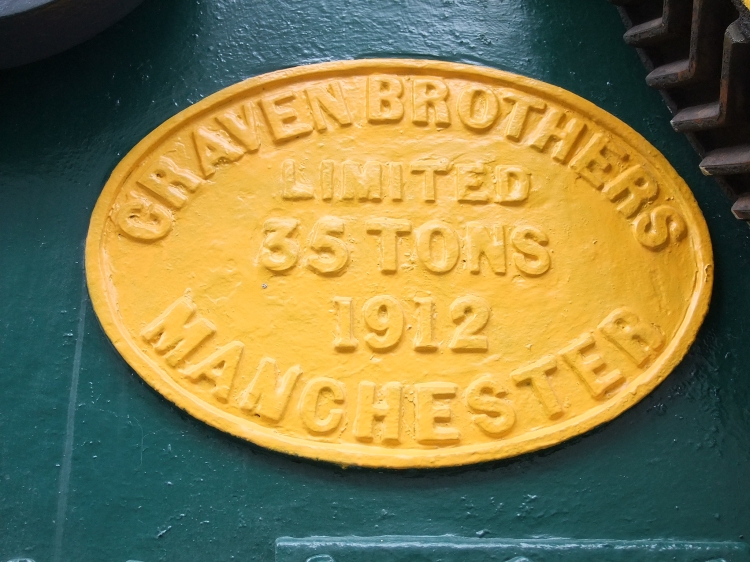 CRAVEN BROTHERS
LIMITED
35 TONS
1912
MANCHESTER